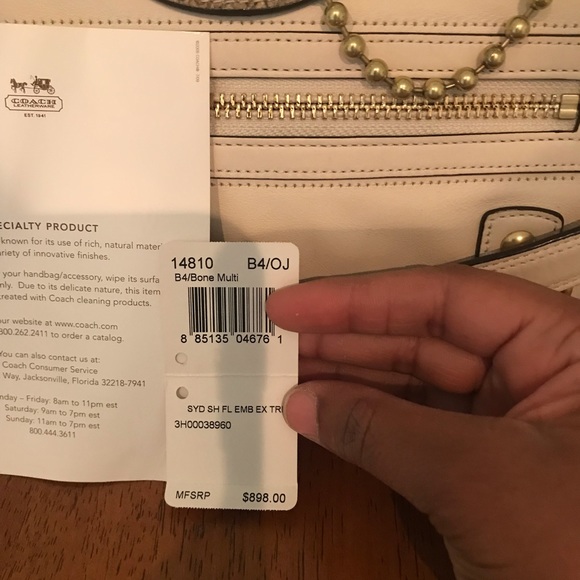 COACH
LEATHERWARE
EST. 1941
ECIALTY PRODUCT
known for its use of rich, natural mater
ariety of innovative finishes.
your handbag/accessory, wipe its surfa
nly. Due to its delicate nature, this item
treated with Coach cleaning products.
our website at www.coach.com
800.262.2411 to order a catalog.
You can also contact us at:
Coach Consumer Service
Way, Jacksonville, Florida 32218-7941
nday – Friday: 8am to 11pm est
Saturday: 9am to 7pm est
Sunday: 11am to 7pm est
800.444.3611
14810 B4/OJ
B4/Bone Multi
8 85135 04676 1
SYD SH FL EMB EX TR
3H00038960
MFSRP $898.00